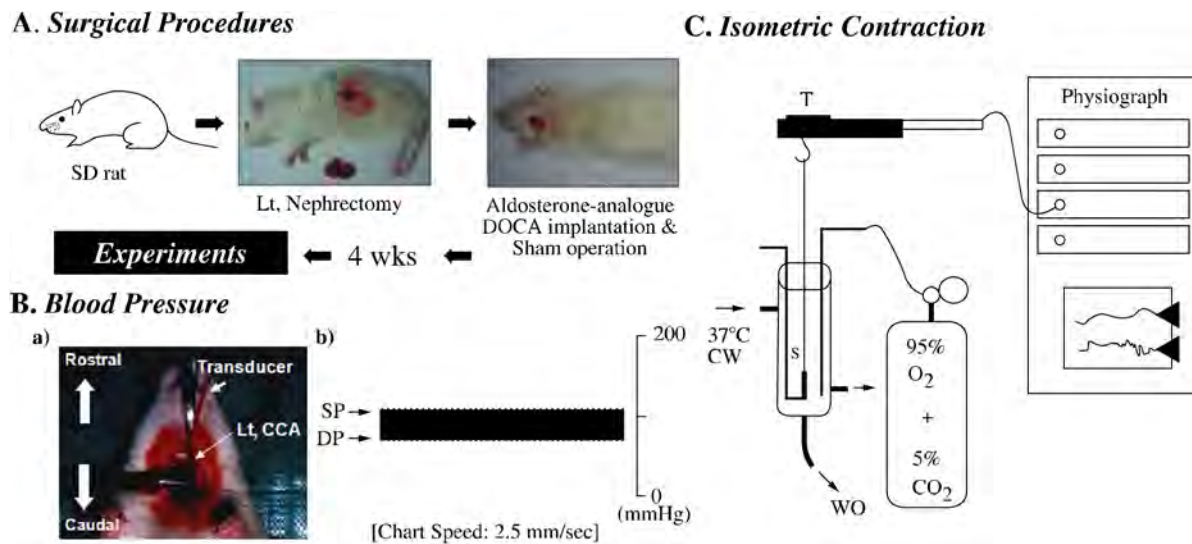 A. Surgical Procedures
SD rat
Lt, Nephrectomy
Aldosterone-analogue
DOCA implantation &
Sham operation
4 wks
Experiments
B. Blood Pressure
a)
Rostral
Caudal
Transducer
Lt, CCA
b)
SP
DP
200
0
(mmHg)
[Chart Speed: 2.5 mm/sec]
C. Isometric Contraction
T
Physiograph
37°C
CW
s
WO
95%
O2
+
5%
CO2